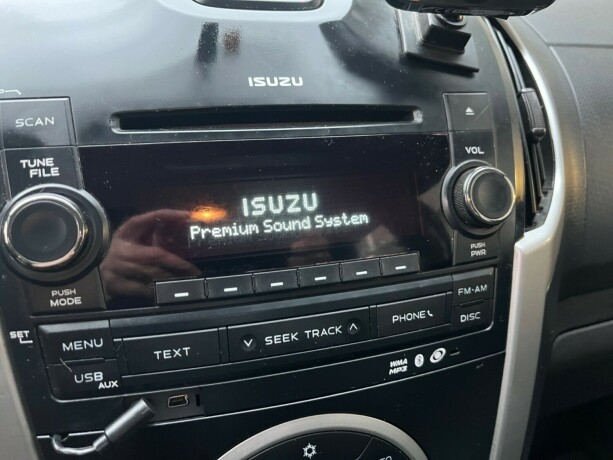 ISUZU
SCAN
TUNE
FILE
VOL
ISUZU
Premium Sound System
PUSH
MODE
PUSH
PWR
SET
MENU
TEXT
SEEK TRACK
PHONE
FM-AM
DISC
USB AUX
WMA
MP3